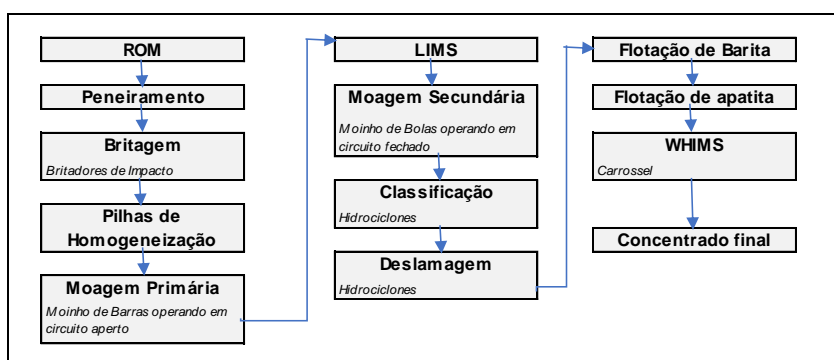 ROM
Peneiramento
Britagem
Britadores de Impacto
Pilhas de
Homogeneização
Moagem Primária
Moinho de Barras operando em
circuito aperto
LIMS
Moagem Secundária
Moinho de Bolas operando em
circuito fechado
Classificação
Hidrociclones
Deslamagem
Hidrociclones
Flotação de Barita
Flotação de apatita
WHIMS
Carrossel
Concentrado final